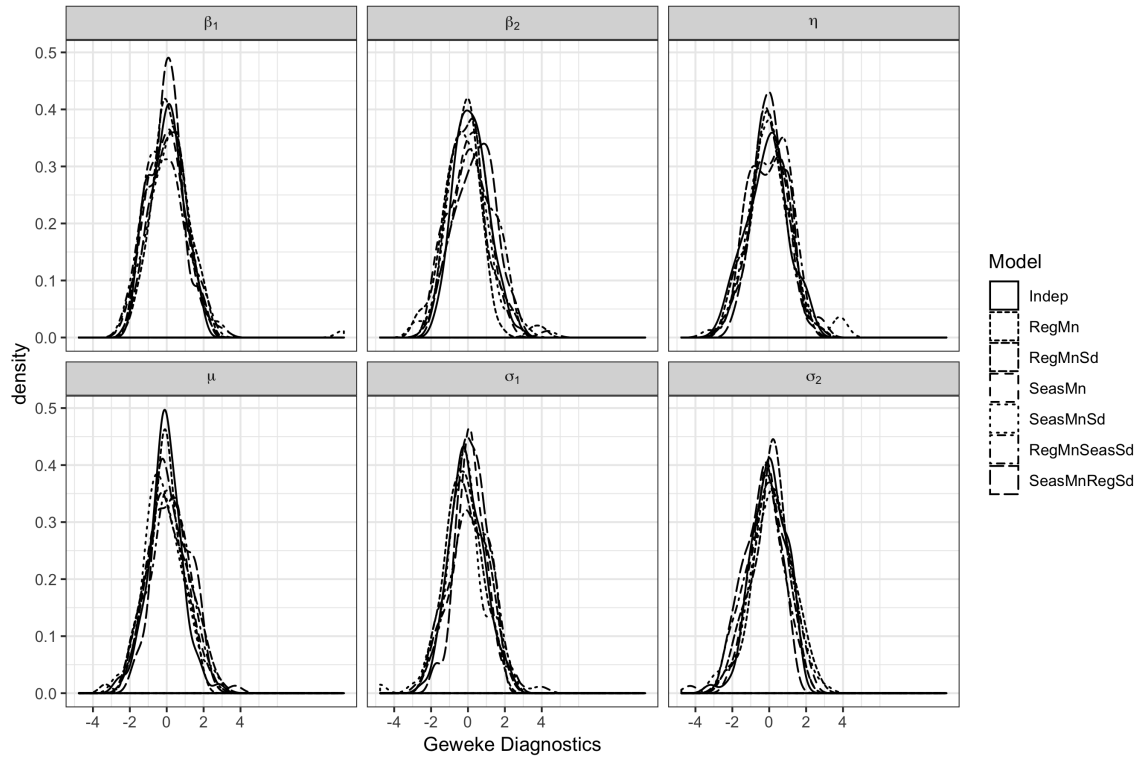 β1 β2 η
0.5
0.4
0.3
0.2
0.1
0.0
μ σ1 σ2
0.5
0.4
0.3
0.2
0.1
0.0
-4 -2 0 2 4 -4 -2 0 2 4 -4 -2 0 2 4
density
Geweke Diagnostics
Model
Indep
RegMn
RegMnSd
SeasMn
SeasMnSd
RegMnSeasSd
SeasMnRegSd